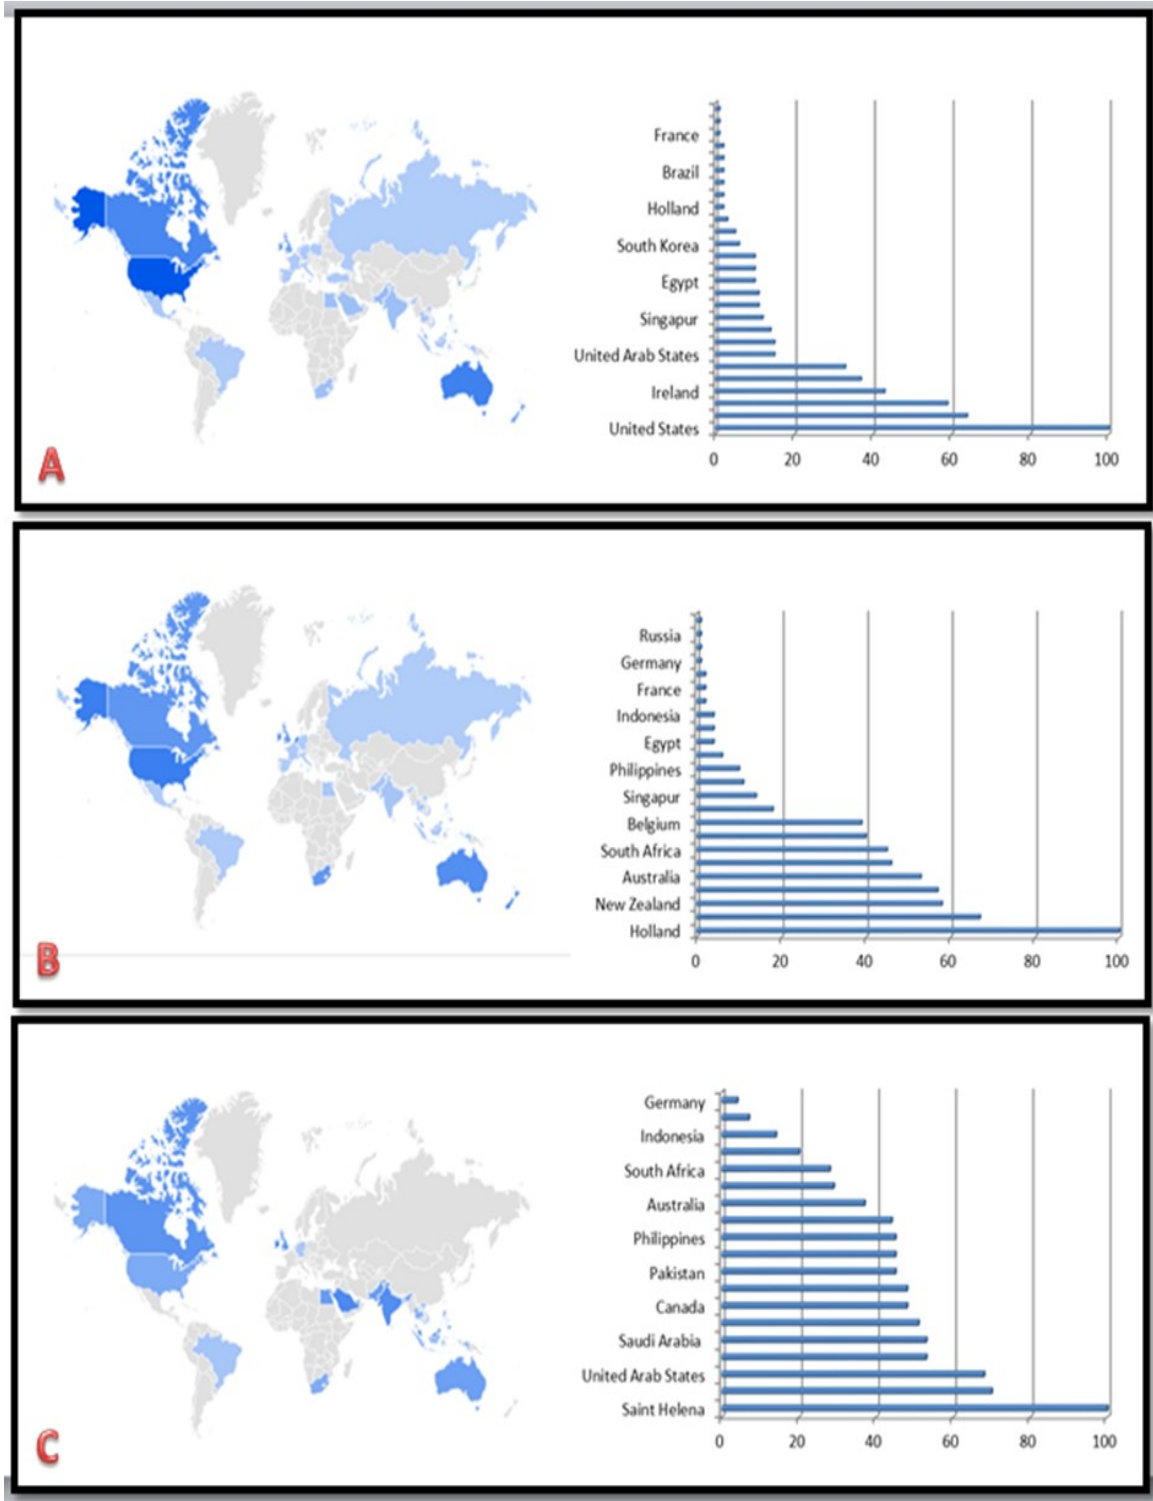 France
Brazil
Holland
South Korea
Egypt
Singapur
United Arab States
Ireland
United States
0 20 40 60 80 100
A
Russia
Germany
France
Indonesia
Egypt
Philippines
Singapur
Belgium
South Africa
Australia
New Zealand
Holland
0 20 40 60 80 100
B
Germany
Indonesia
South Africa
Australia
Philippines
Pakistan
Canada
Saudi Arabia
United Arab States
Saint Helena
0 20 40 60 80 100
C